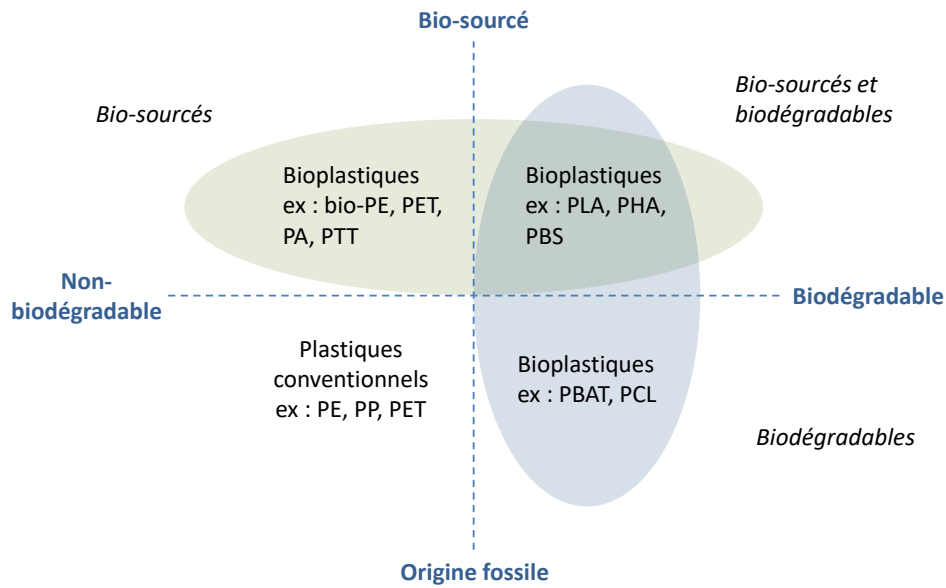 Bio-sourcé
Bio-sourcés et
biodégradables
Bio-sourcés
Bioplastiques
ex : bio-PE, PET,
PA, PTT
Bioplastiques
ex : PLA, PHA,
PBS
Non-
biodégradable
Biodégradable
Plastiques
conventionnels
ex : PE, PP, PET
Bioplastiques
ex : PBAT, PCL
Biodégradables
Origine fossile